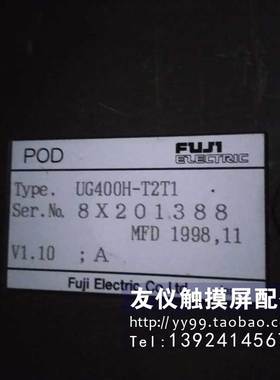 POD
FUJI
ELECTRIC
Type. UG400H-T2T1
Ser.No. 8X201388
MFD 1998,11
V1.10 ; A
Fuji Electric Co.Ltd.
友仪触摸屏配
http://yy99.taobao.co
Tel:1392414567